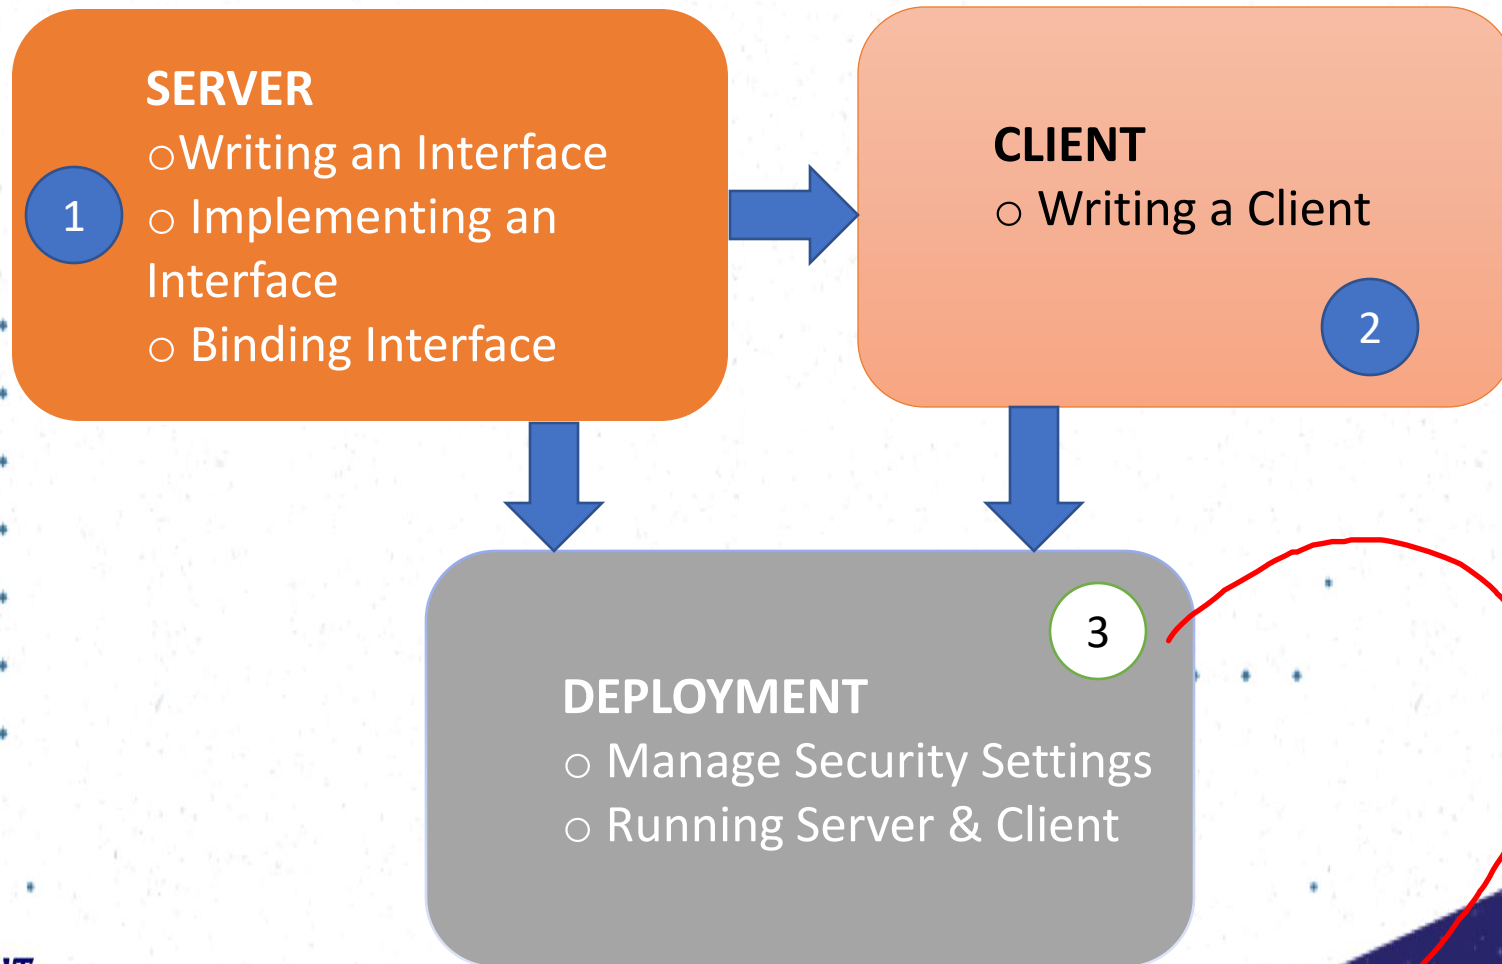 SERVER
oWriting an Interface
o Implementing an
Interface
o Binding Interface
1
CLIENT
o Writing a Client
2
3
DEPLOYMENT
o Manage Security Settings
o Running Server & Client